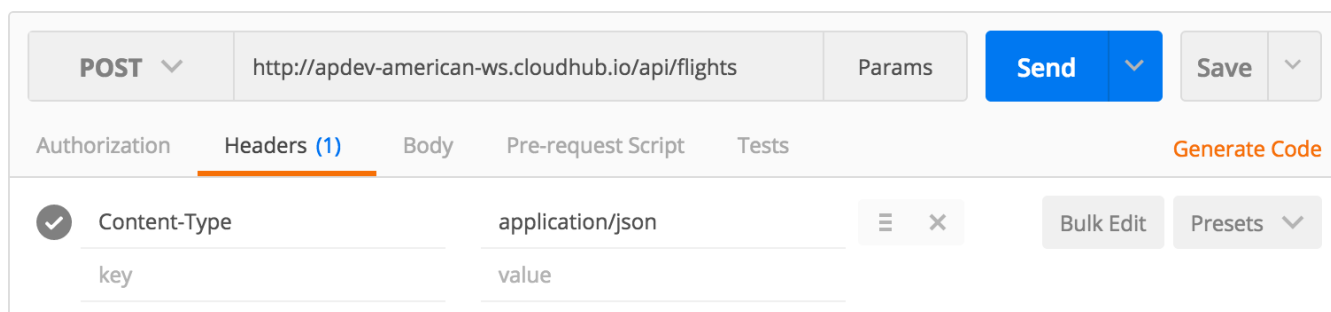 POST http://apdev-american-ws.cloudhub.io/api/flights Params Send Save
Authorization Headers (1) Body Pre-request Script Tests Generate Code
Content-Type application/json Bulk Edit Presets
key value